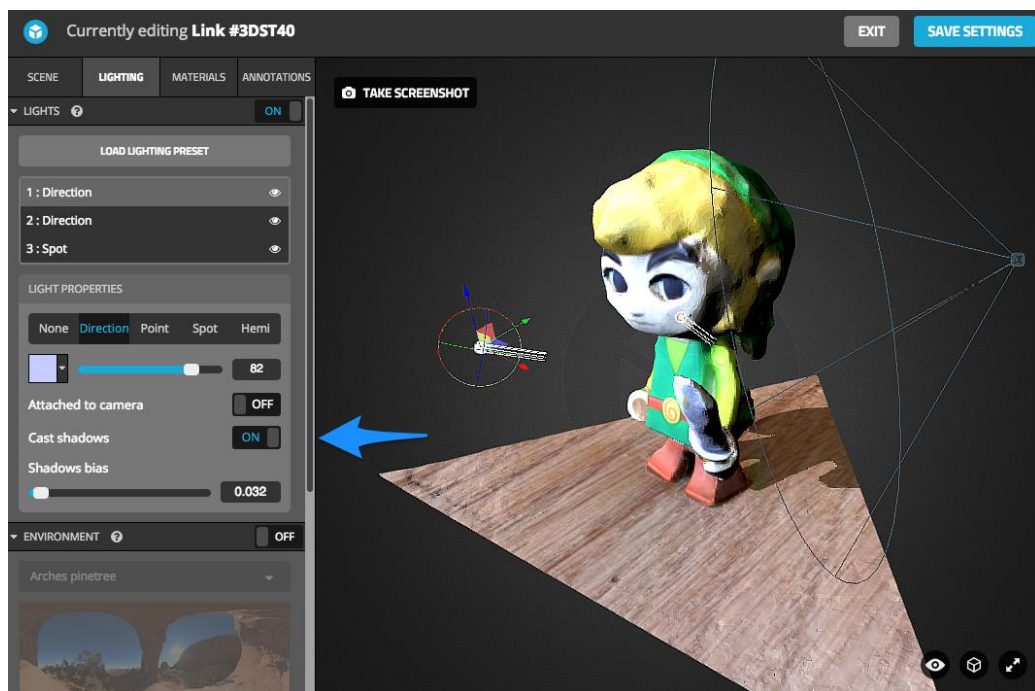 Currently editing Link #3DST40
EXIT
SAVE SETTINGS
SCENE
LIGHTING
MATERIALS
ANNOTATIONS
TAKE SCREENSHOT
LIGHTS ?
ON
LOAD LIGHTING PRESET
1 : Direction
2 : Direction
3 : Spot
LIGHT PROPERTIES
None Direction Point Spot Hemi
82
Attached to camera OFF
Cast shadows ON
Shadows bias
0.032
ENVIRONMENT ? OFF
Arches pinetree